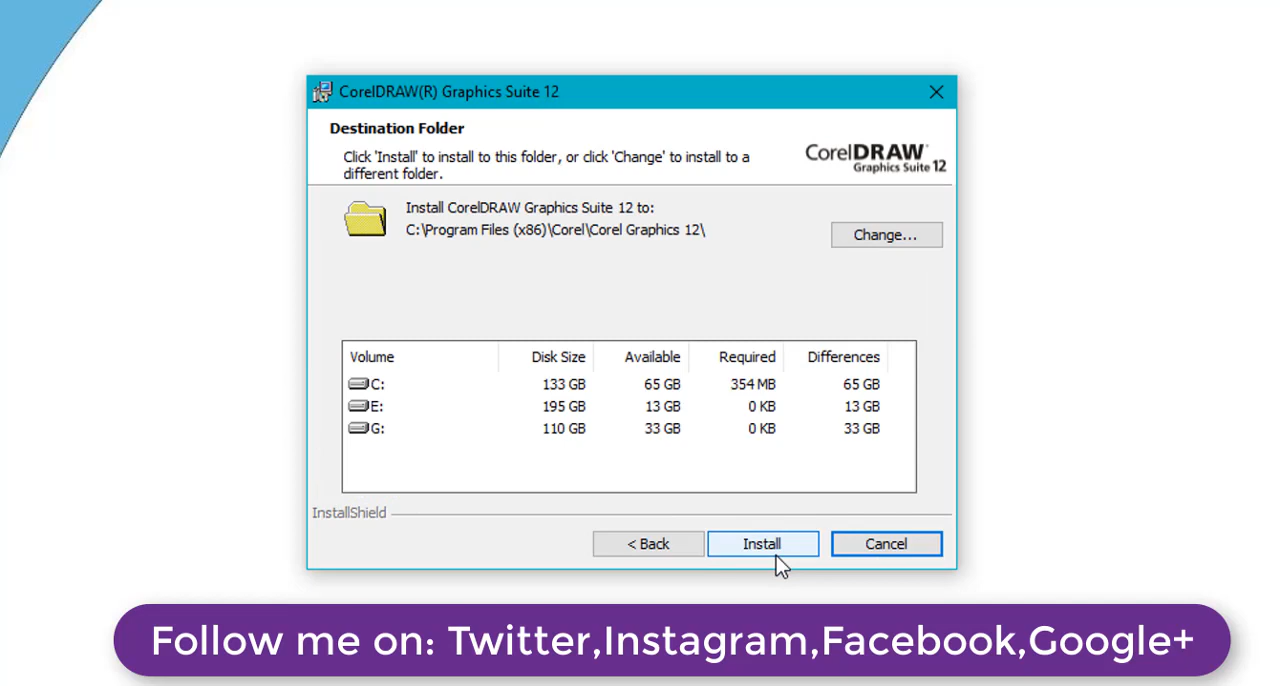 CorelDRAW(R) Graphics Suite 12
Destination Folder
Click 'Install' to install to this folder, or click 'Change' to install to a
different folder.
CorelDRAW
Graphics Suite 12
Install CorelDRAW Graphics Suite 12 to:
C:\Program Files (x86)\Corel\Corel Graphics 12\
Change...
Volume Disk Size Available Required Differences
C: 133 GB 65 GB 354 MB 65 GB
E: 195 GB 13 GB 0 KB 13 GB
G: 110 GB 33 GB 0 KB 33 GB
InstallShield
< Back Install Cancel
Follow me on: Twitter,Instagram,Facebook,Google+